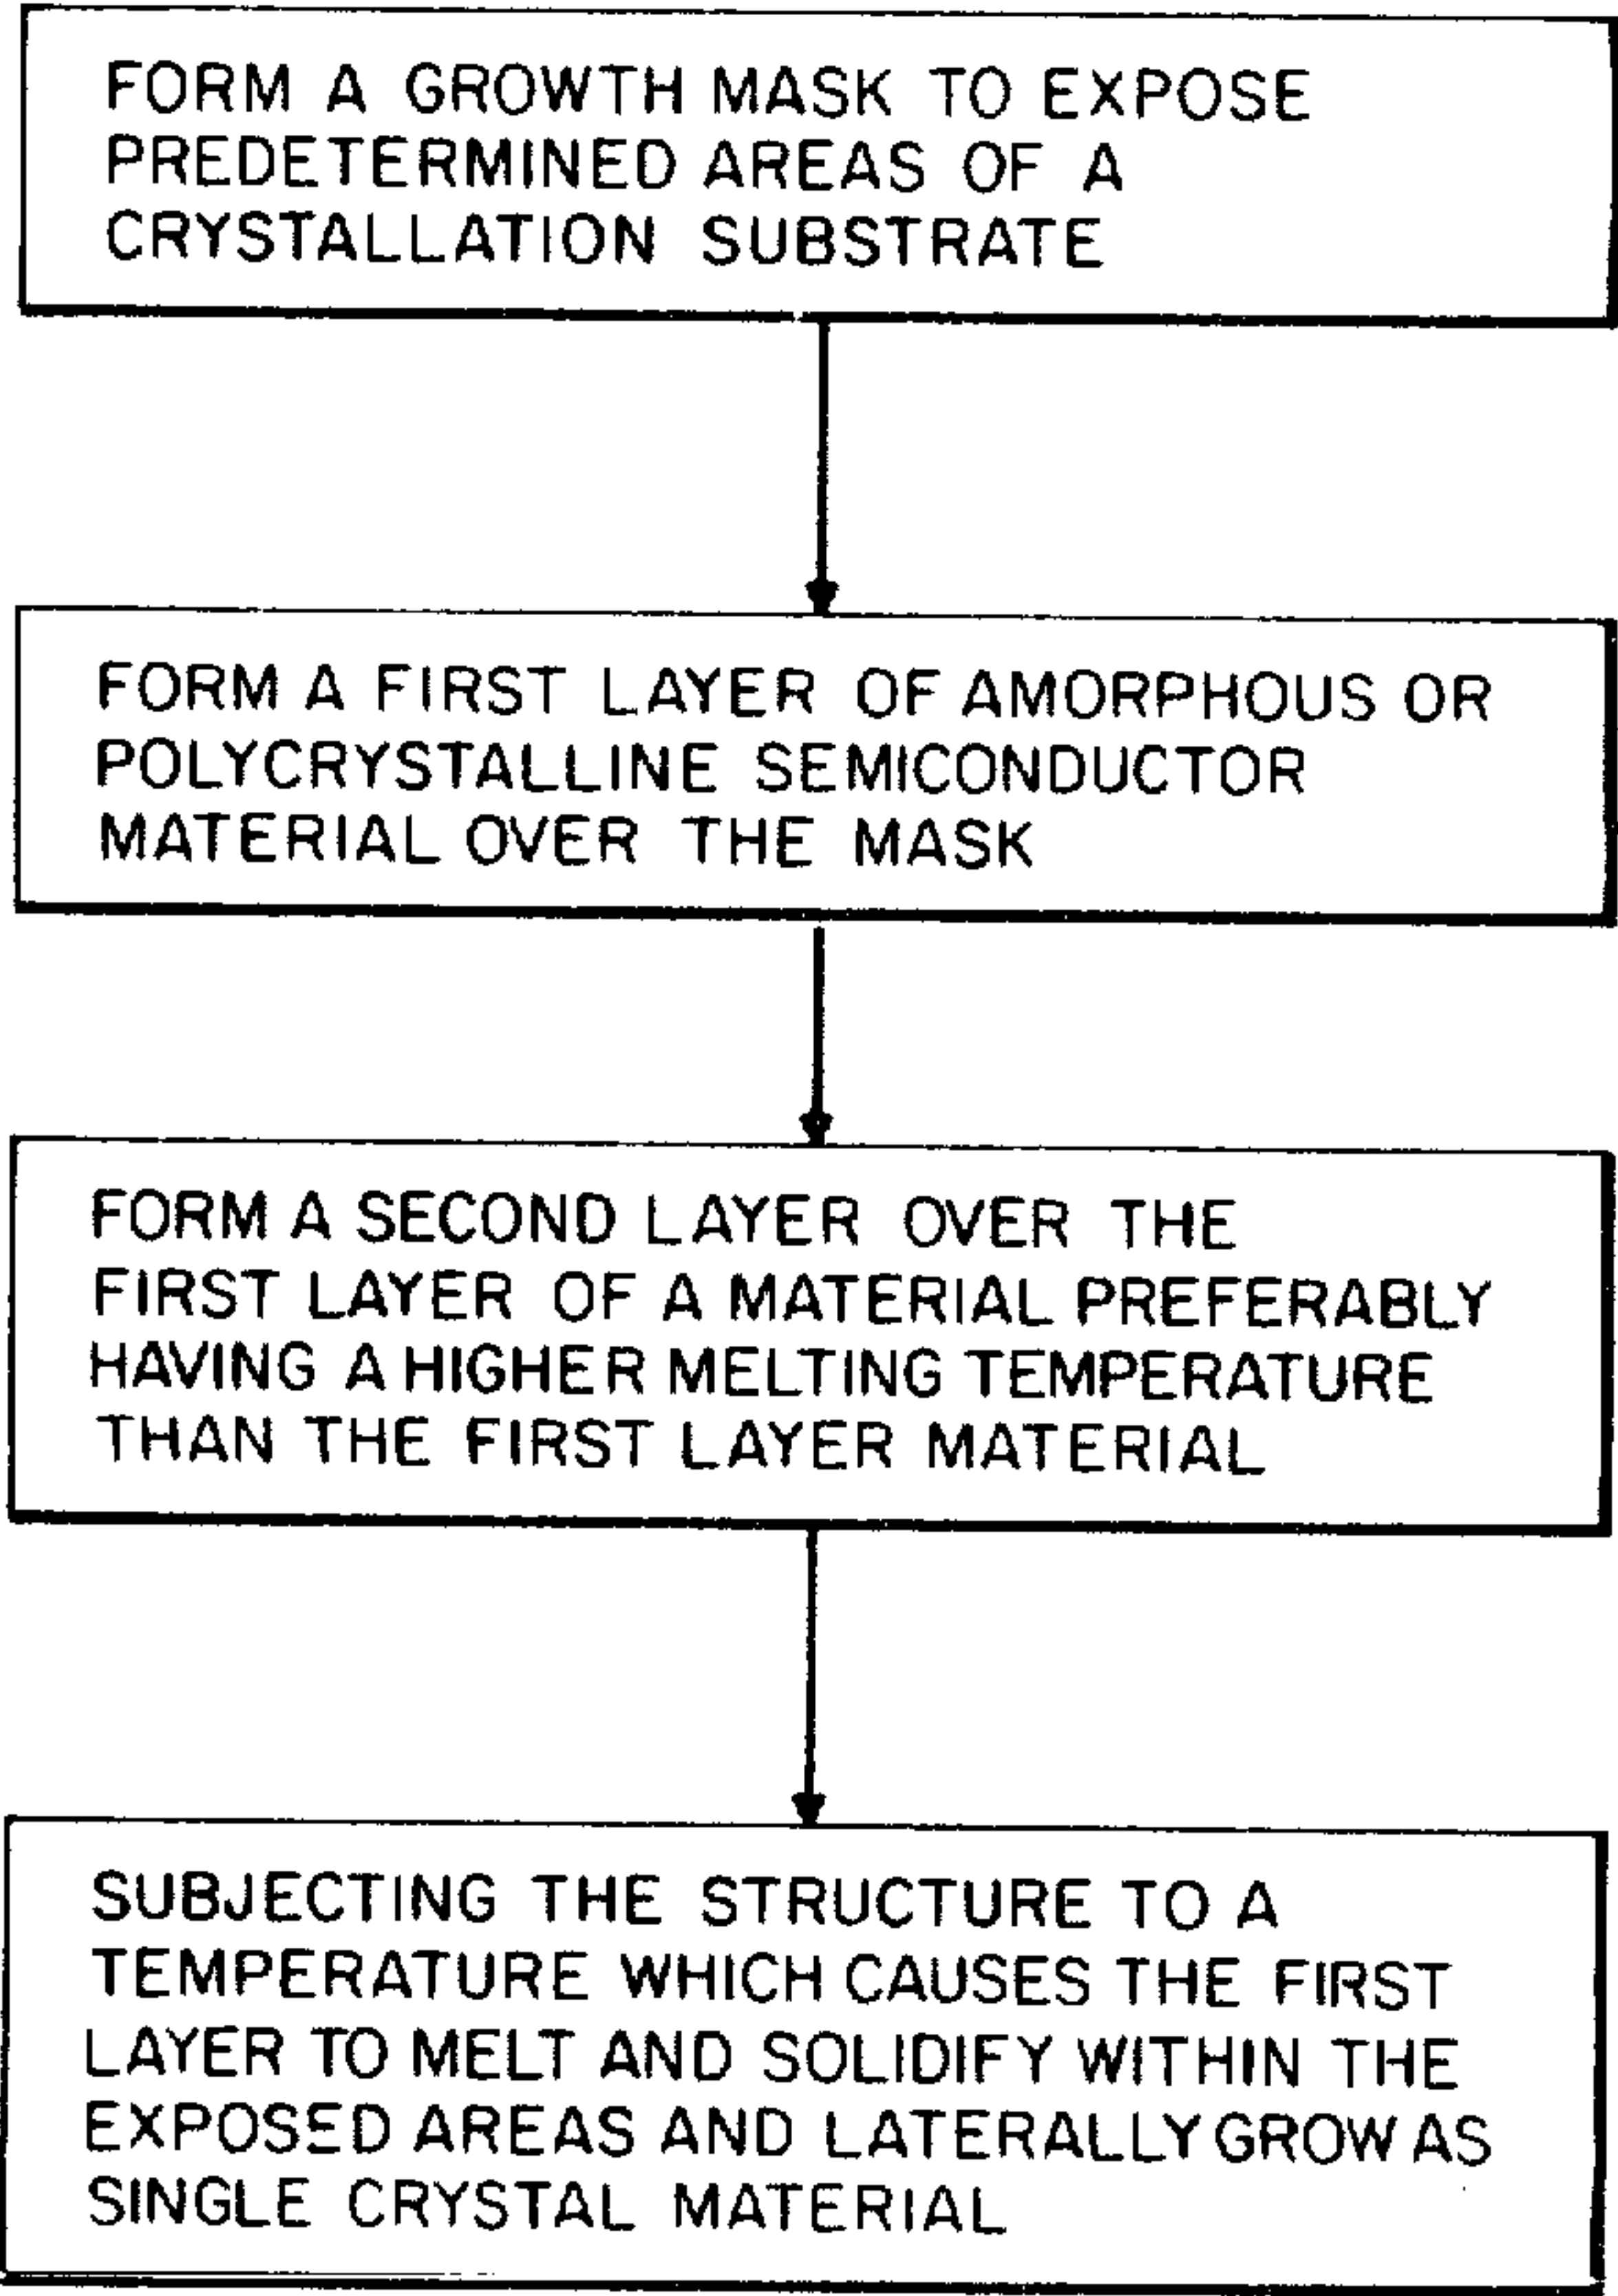 FORM A GROWTH MASK TO EXPOSE
PREDETERMINED AREAS OF A
CRYSTALLATION SUBSTRATE
FORM A FIRST LAYER OF AMORPHOUS OR
POLYCRYSTALLINE SEMICONDUCTOR
MATERIAL OVER THE MASK
FORM A SECOND LAYER OVER THE
FIRST LAYER OF A MATERIAL PREFERABLY
HAVING A HIGHER MELTING TEMPERATURE
THAN THE FIRST LAYER MATERIAL
SUBJECTING THE STRUCTURE TO A
TEMPERATURE WHICH CAUSES THE FIRST
LAYER TO MELT AND SOLIDIFY WITHIN THE
EXPOSED AREAS AND LATERALLY GROW AS
SINGLE CRYSTAL MATERIAL